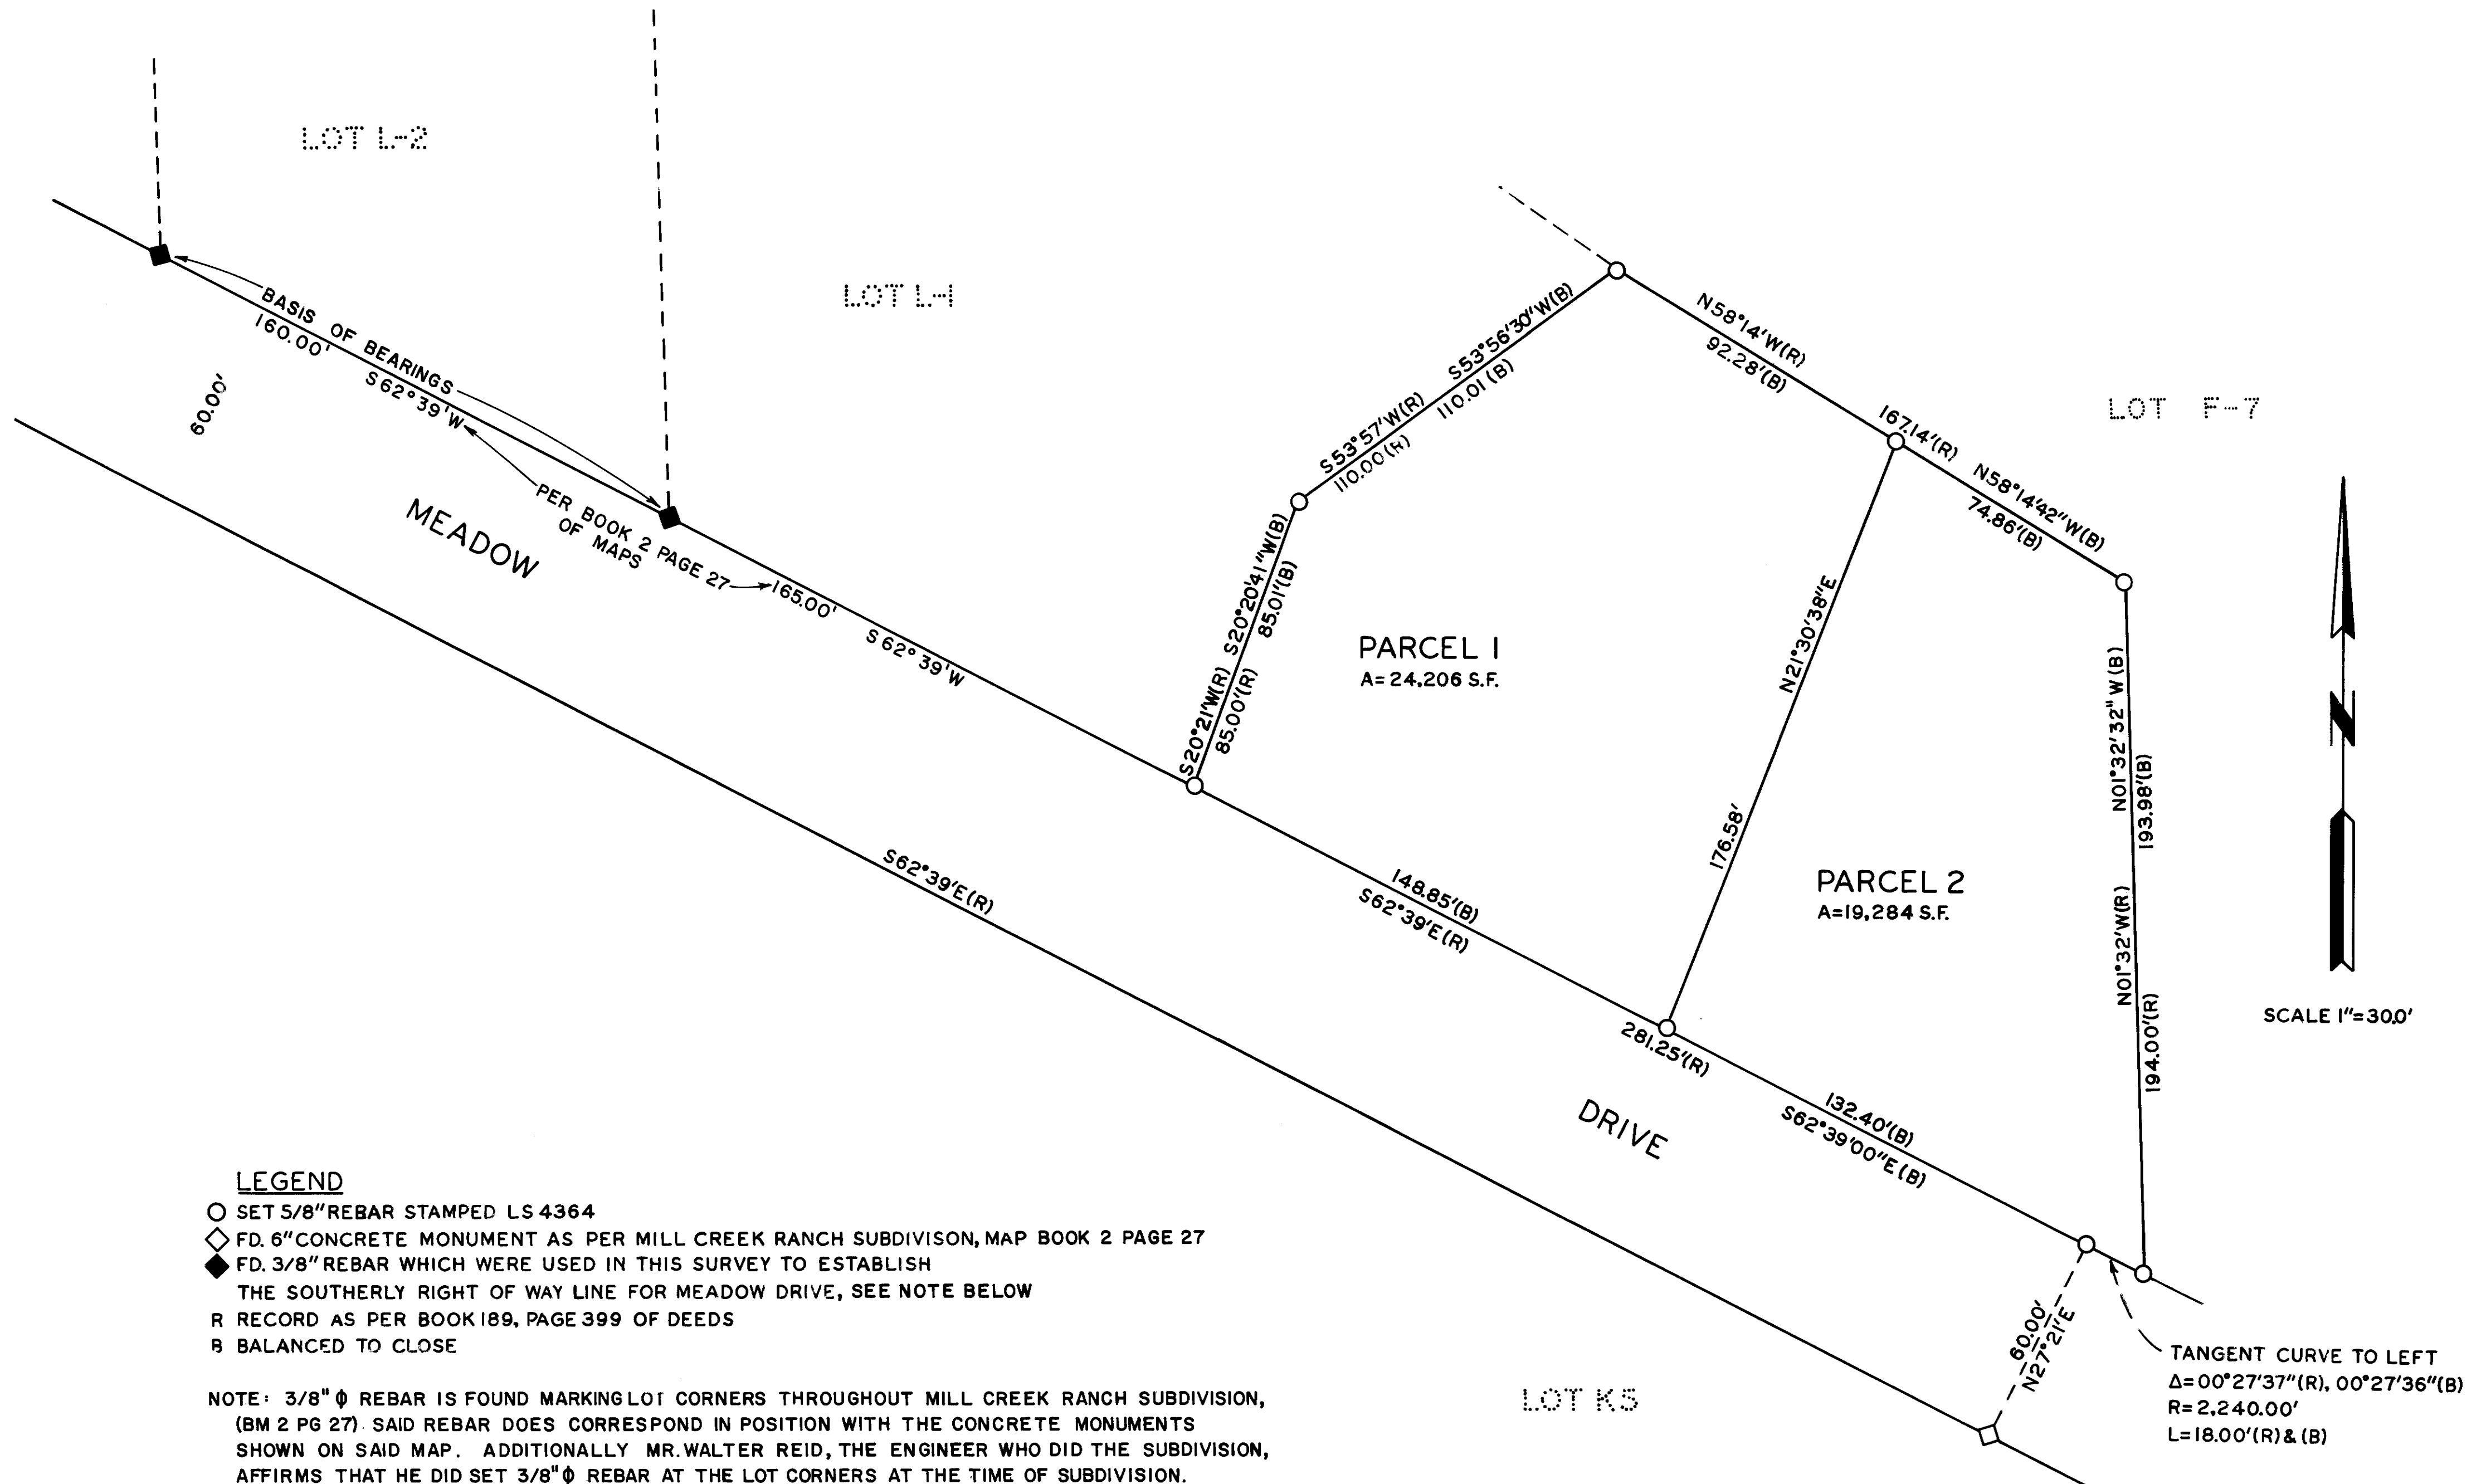 LOT L-2
LOT L-1
BASIS OF BEARINGS
160.00'
S62°39'W
60.00'
PER BOOK 2 PAGE 27
OF MAPS
165.00'
S62°39'W
MEADOW
S62°39'E(R)
S53°56'30"W(B)
110.01(B)
S53°57'W(R)
110.00(R)
S20°20'41"W(B)
85.01'(B)
S20°21'W(R)
85.00'(R)
N58°14'W(R)
92.28'(B)
167.14'(R)
N58°14'42"W(B)
74.86'(B)
LOT F-7
PARCEL 1
A=24,206 S.F.
N21°30'38"E
176.58'
PARCEL 2
A=19,284 S.F.
N01°32'32"W(B)
193.98'(B)
N01°32'W(R)
194.00'(R)
N
SCALE 1"=30.0'
148.85'(B)
S62°39'E(R)
281.25'(R)
132.40'(B)
S62°39'00"E(B)
DRIVE
60.00'
N27°21'E
TANGENT CURVE TO LEFT
Δ=00°27'37"(R), 00°27'36"(B)
R=2,240.00'
L=18.00'(R)&(B)
LOT K5
LEGEND
SET 5/8" REBAR STAMPED LS 4364
FD. 6" CONCRETE MONUMENT AS PER MILL CREEK RANCH SUBDIVISON, MAP BOOK 2 PAGE 27
FD. 3/8" REBAR WHICH WERE USED IN THIS SURVEY TO ESTABLISH
THE SOUTHERLY RIGHT OF WAY LINE FOR MEADOW DRIVE, SEE NOTE BELOW
R RECORD AS PER BOOK 189, PAGE 399 OF DEEDS
B BALANCED TO CLOSE
NOTE: 3/8" ϕ REBAR IS FOUND MARKING LOT CORNERS THROUGHOUT MILL CREEK RANCH SUBDIVISION,
(BM 2 PG 27). SAID REBAR DOES CORRESPOND IN POSITION WITH THE CONCRETE MONUMENTS
SHOWN ON SAID MAP. ADDITIONALLY MR. WALTER REID, THE ENGINEER WHO DID THE SUBDIVISION,
AFFIRMS THAT HE DID SET 3/8" ϕ REBAR AT THE LOT CORNERS AT THE TIME OF SUBDIVISION.